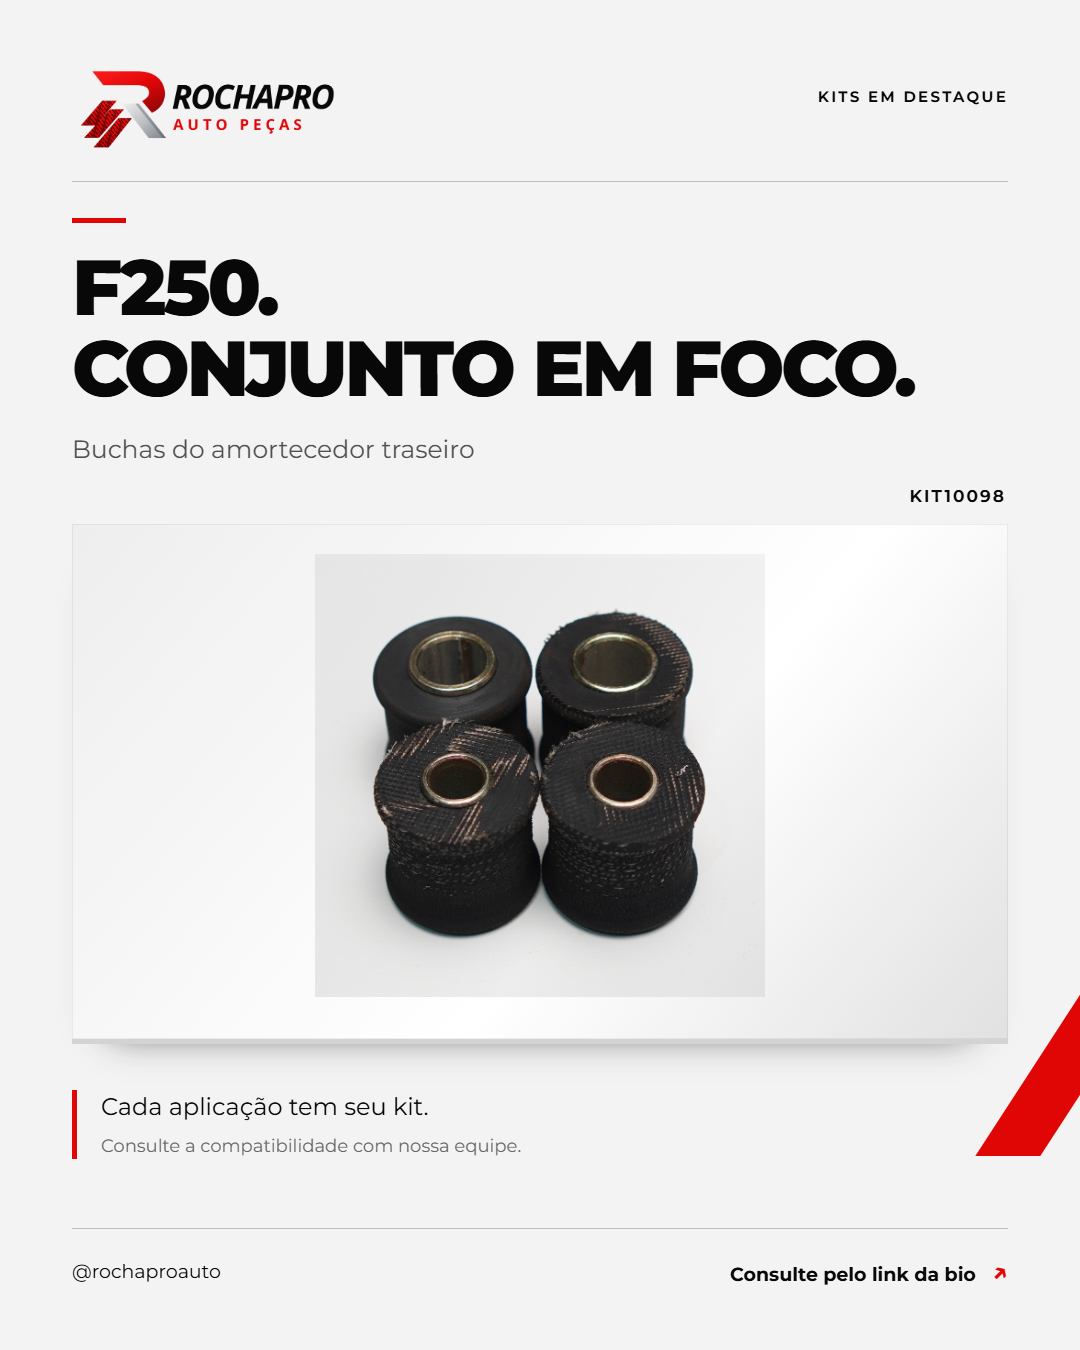 ROCHAPRO
AUTO PEÇAS
KITS EM DESTAQUE
F250.
CONJUNTO EM FOCO.
Buchas do amortecedor traseiro
KIT10098
Cada aplicação tem seu kit.
Consulte a compatibilidade com nossa equipe.
@rochaproauto
Consulte pelo link da bio